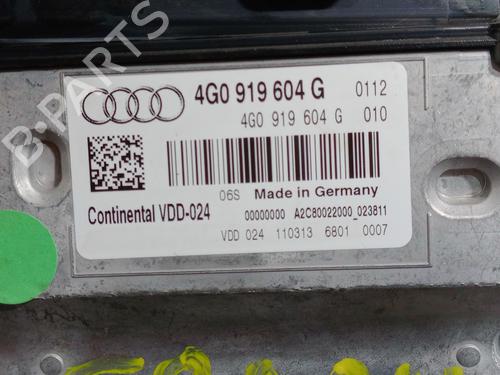 4G0 919 604 G 0112
4G0 919 604 G 010
06S Made in Germany
Continental VDD-024 00000000 A2C80022000_023811
VDD 024 110313 6801 0007
B-PARTS